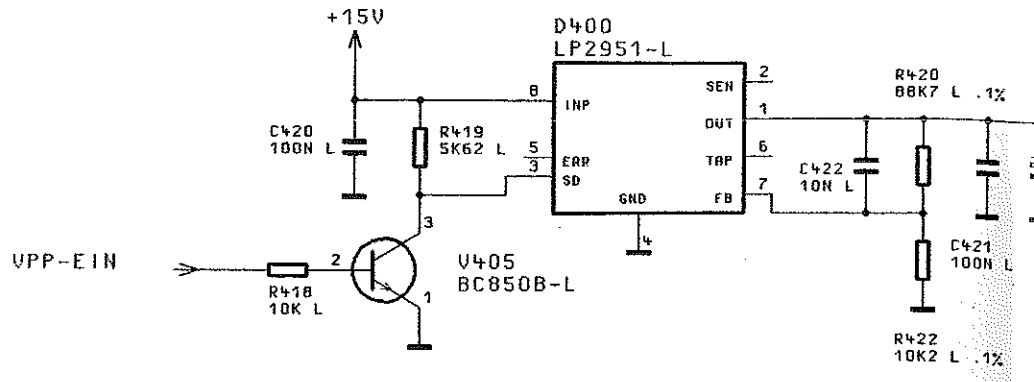 +15V
D400
LP2951-L
C420
100N L
R419
5K62 L
8
INP
5
ERR
3
SD
GND
4
SEN
2
OUT
1
TAP
6
FB
7
C422
10N L
R420
88K7 L .1%
C421
100N L
R422
10K2 L .1%
VPP-EIN
R418
10K L
2
3
1
V405
BC850B-L